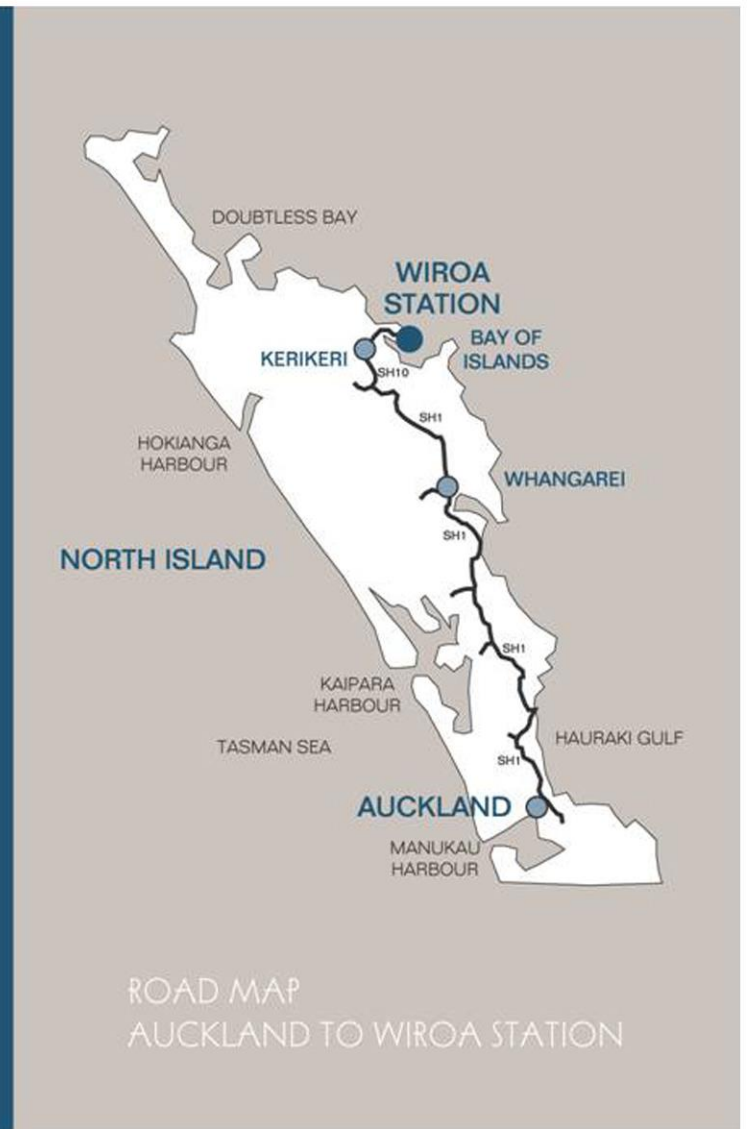 DOUBTLESS BAY
WIROA
STATION
BAY OF
ISLANDS
KERIKERI
SH10
SH1
HOKIANGA
HARBOUR
WHANGAREI
SH1
NORTH ISLAND
SH1
KAIPARA
HARBOUR
HAURAKI GULF
TASMAN SEA
SH1
AUCKLAND
MANUKAU
HARBOUR
ROAD MAP
AUCKLAND TO WIROA STATION